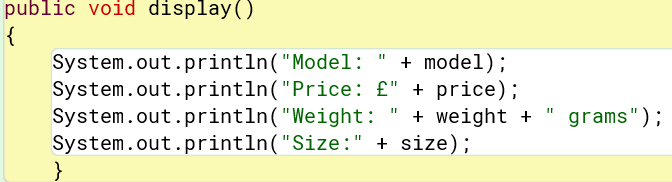 public void display()
{
System.out.println("Model: " + model);
System.out.println("Price: £" + price);
System.out.println("Weight: " + weight + " grams");
System.out.println("Size:" + size);
}